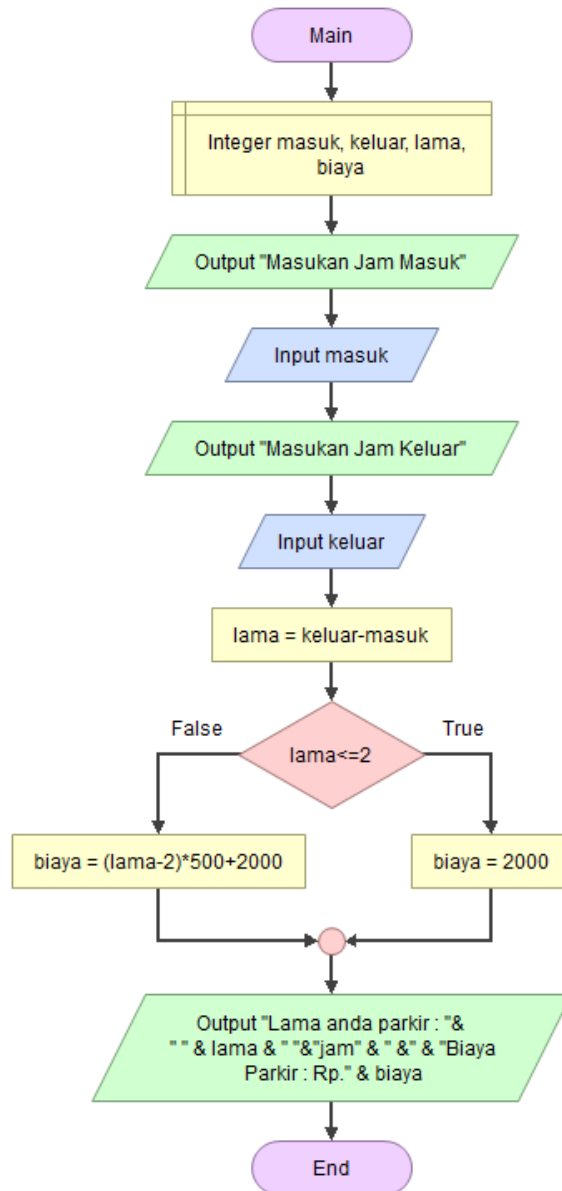 Main
Integer masuk, keluar, lama,
biaya
Output "Masukan Jam Masuk"
Input masuk
Output "Masukan Jam Keluar"
Input keluar
lama = keluar-masuk
False
True
lama<=2
biaya = (lama-2)*500+2000
biaya = 2000
Output "Lama anda parkir : "&
" " & lama & " "&"jam" & " &" & "Biaya
Parkir : Rp." & biaya
End